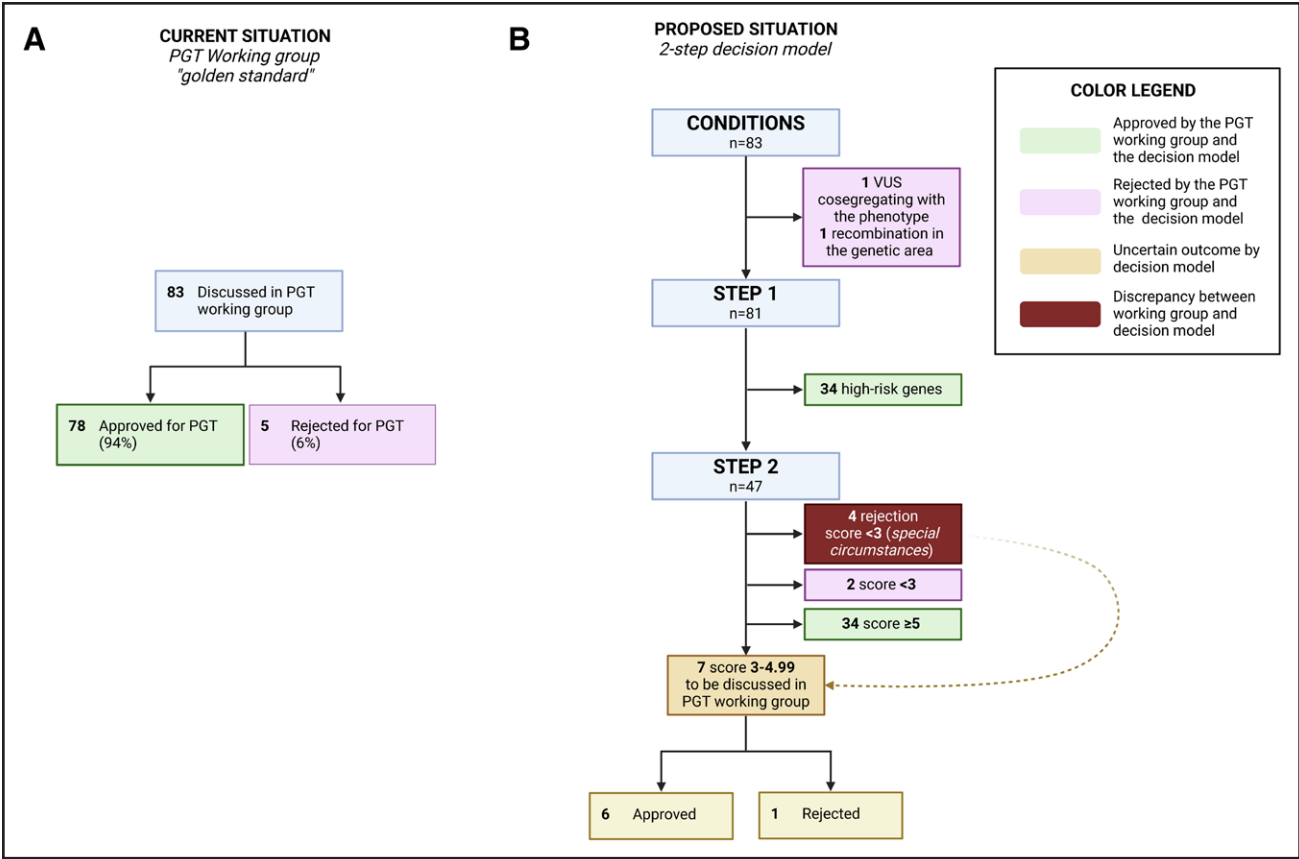 A
CURRENT SITUATION
PGT Working group
"golden standard"
83 Discussed in PGT
working group
78 Approved for PGT
(94%)
5 Rejected for PGT
(6%)
B
PROPOSED SITUATION
2-step decision model
CONDITIONS
n=83
1 VUS
cosegregating with
the phenotype
1 recombination in
the genetic area
STEP 1
n=81
34 high-risk genes
STEP 2
n=47
4 rejection
score <3 (special
circumstances)
2 score <3
34 score ≥5
7 score 3-4.99
to be discussed in
PGT working group
6 Approved
1 Rejected
COLOR LEGEND
Approved by the PGT
working group and
the decision model
Rejected by the PGT
working group and
the decision model
Uncertain outcome by
decision model
Discrepancy between
working group and
decision model